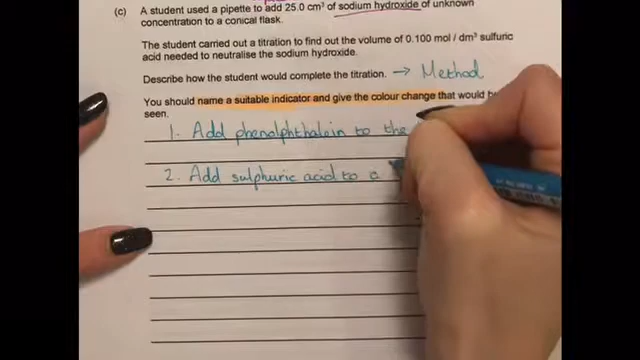 (c) A student used a pipette to add 25.0 cm³ of sodium hydroxide of unknown
concentration to a conical flask.
The student carried out a titration to find out the volume of 0.100 mol / dm³ sulfuric
acid needed to neutralise the sodium hydroxide.
Describe how the student would complete the titration. → Method
You should name a suitable indicator and give the colour change that would
seen.
1. Add phenolphthalein to the
2. Add sulphuric acid to a